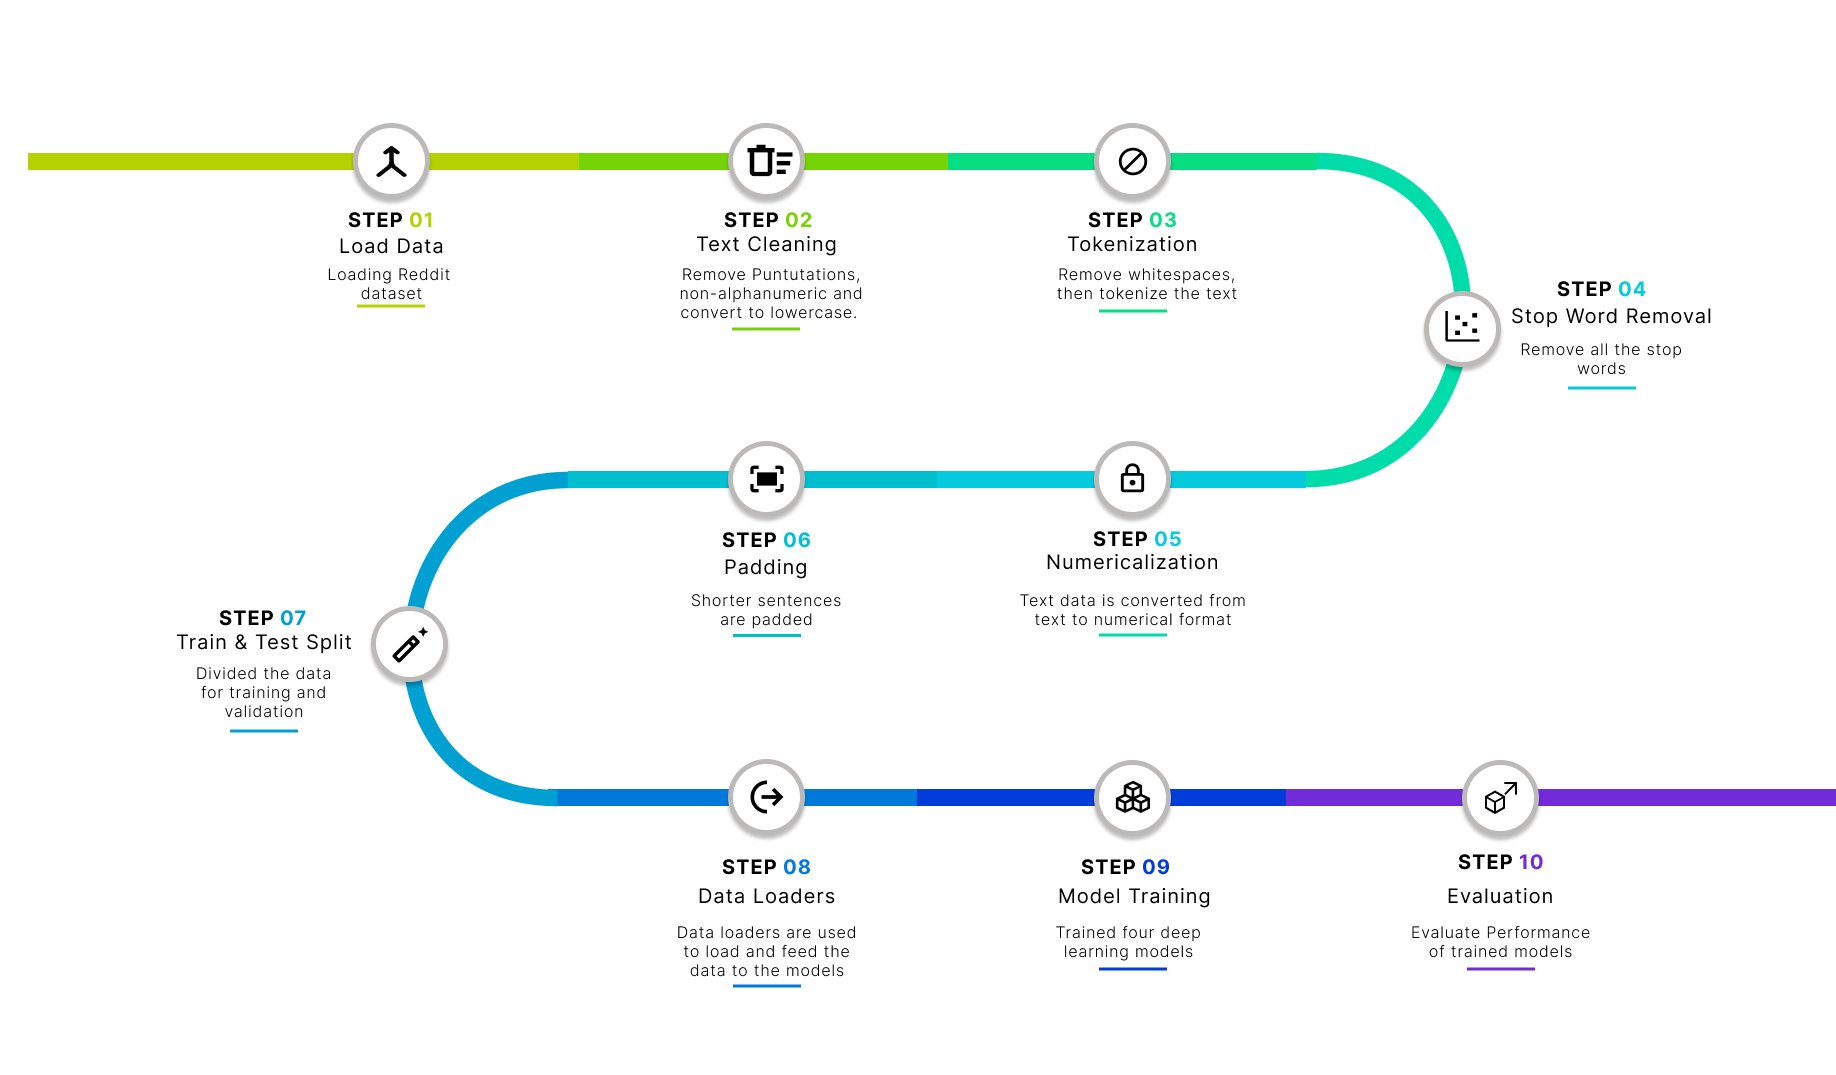 STEP 01
Load Data
Loading Reddit
dataset
STEP 02
Text Cleaning
Remove Puntutations,
non-alphanumeric and
convert to lowercase.
STEP 03
Tokenization
Remove whitespaces,
then tokenize the text
STEP 04
Stop Word Removal
Remove all the stop
words
STEP 05
Numericalization
Text data is converted from
text to numerical format
STEP 06
Padding
Shorter sentences
are padded
STEP 07
Train & Test Split
Divided the data
for training and
validation
STEP 08
Data Loaders
Data loaders are used
to load and feed the
data to the models
STEP 09
Model Training
Trained four deep
learning models
STEP 10
Evaluation
Evaluate Performance
of trained models